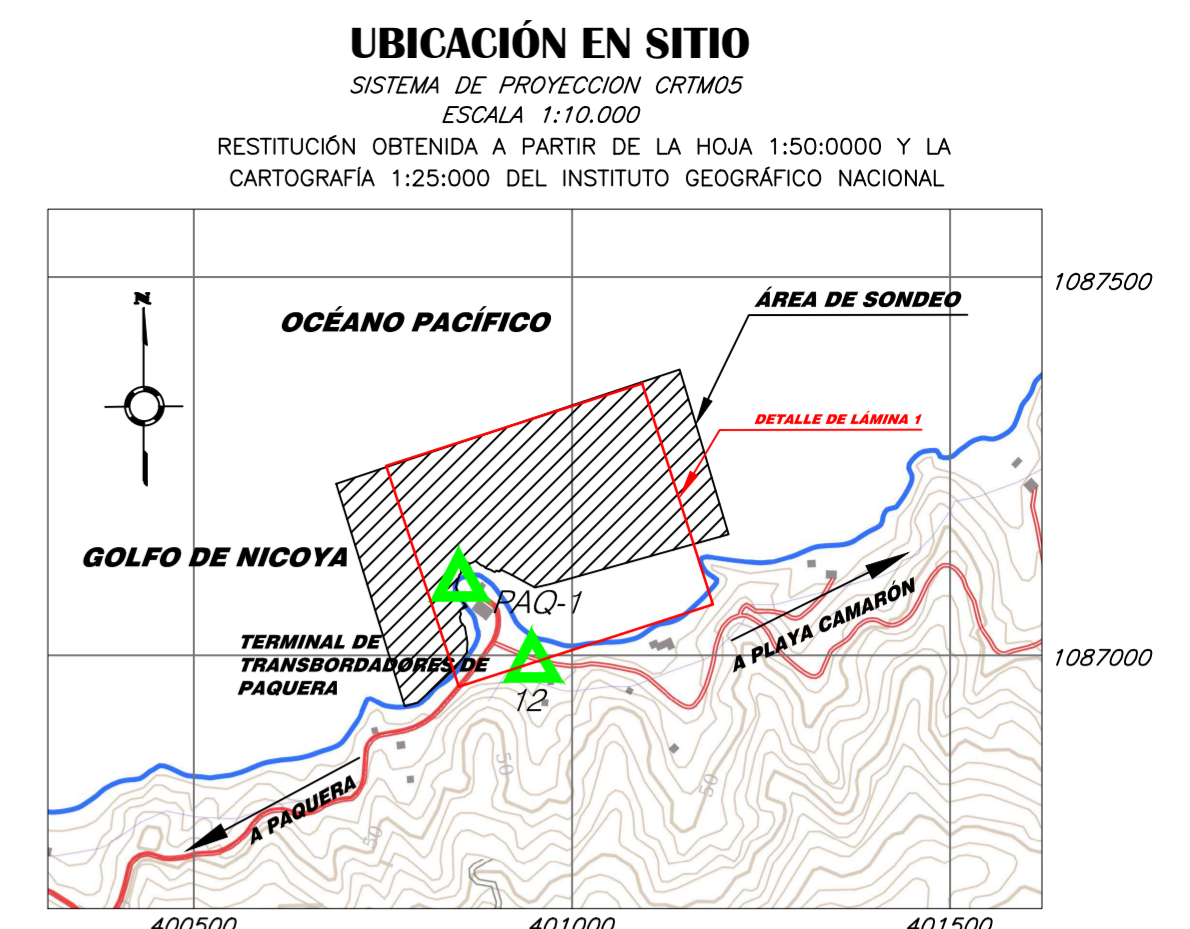 UBICACIÓN EN SITIO
SISTEMA DE PROYECCION CRTM05
ESCALA 1:10.000
RESTITUCIÓN OBTENIDA A PARTIR DE LA HOJA 1:50:0000 Y LA
CARTOGRAFÍA 1:25:000 DEL INSTITUTO GEOGRÁFICO NACIONAL
1087500
N
OCÉANO PACÍFICO
ÁREA DE SONDEO
DETALLE DE LÁMINA 1
GOLFO DE NICOYA
PAQ-1
A PLAYA CAMARÓN
TERMINAL DE
TRANSBORDADORES DE
PAQUERA
1087000
12
50
50
A PAQUERA
50
400500
401000
401500